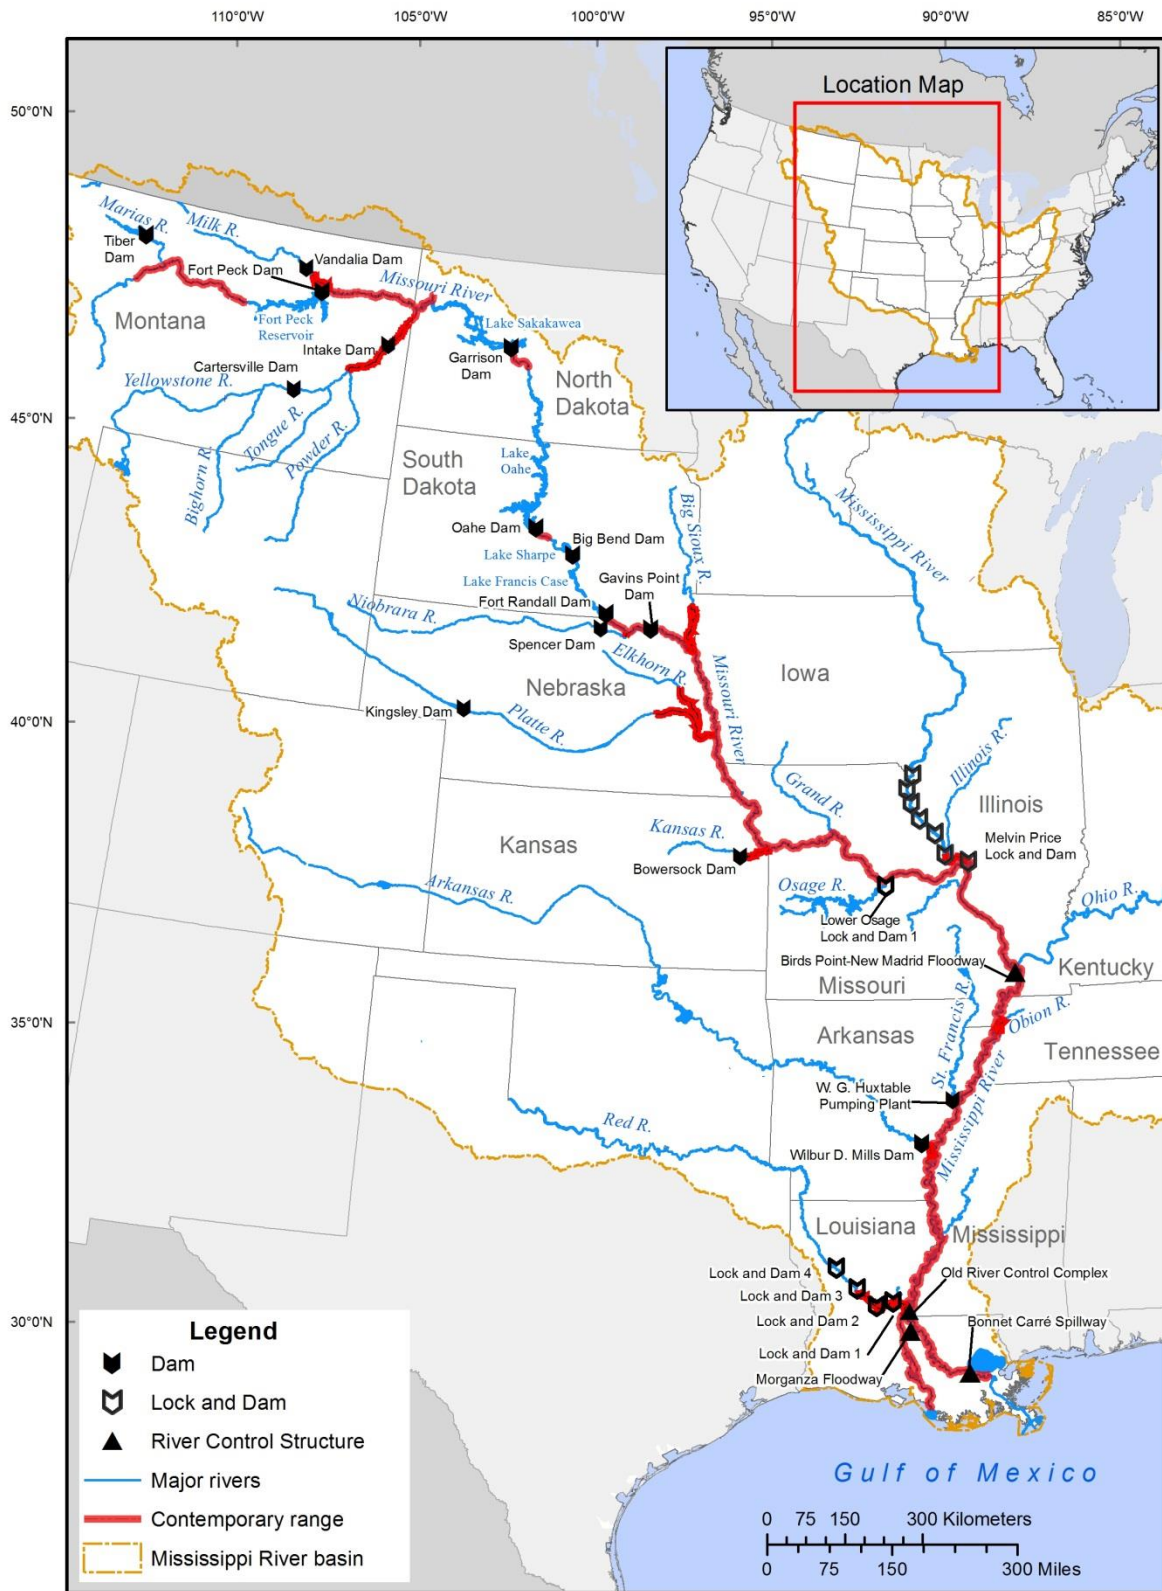 110°0'W
105°0'W
100°0'W
95°0'W
90°0'W
85°0'W
Location Map
50°0'N
45°0'N
40°0'N
35°0'N
30°0'N
Marias R.
Milk R.
Tiber
Dam
Vandalia Dam
Fort Peck Dam
Missouri River
Montana
Fort Peck
Reservoir
Lake Sakakawea
Intake Dam
Garrison
Dam
Cartersville Dam
North
Dakota
Yellowstone R.
Tongue R.
Powder R.
Bighorn R.
South
Dakota
Lake
Oahe
Big Sioux R.
Mississippi River
Oahe Dam
Big Bend Dam
Lake Sharpe
Lake Francis Case
Gavins Point
Dam
Fort Randall Dam
Niobrara R.
Spencer Dam
Elkhorn R.
Missouri River
Iowa
Nebraska
Kingsley Dam
Platte R.
Illinois R.
Grand R.
Illinois
Kansas R.
Kansas
Melvin Price
Lock and Dam
Bowersock Dam
Arkansas R.
Osage R.
Ohio R.
Lower Osage
Lock and Dam 1
Birds Point-New Madrid Floodway
Kentucky
Missouri
St. Francis R.
Obion R.
Arkansas
Tennessee
W. G. Huxtable
Pumping Plant
Mississippi River
Red R.
Wilbur D. Mills Dam
Louisiana
Mississippi
Lock and Dam 4
Old River Control Complex
Lock and Dam 3
Lock and Dam 2
Bonnet Carré Spillway
Lock and Dam 1
Morganza Floodway
Legend
Dam
Lock and Dam
River Control Structure
Major rivers
Contemporary range
Mississippi River basin
Gulf of Mexico
0 75 150 300 Kilometers
0 75 150 300 Miles